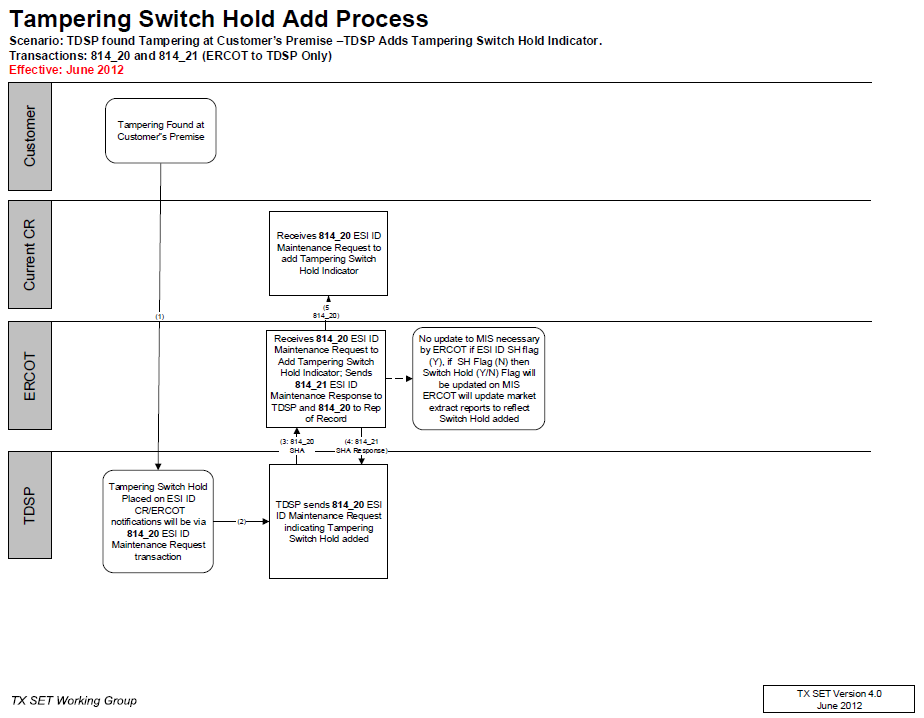 Tampering Switch Hold Add Process
Scenario: TDSP found Tampering at Customer's Premise –TDSP Adds Tampering Switch Hold Indicator.
Transactions: 814_20 and 814_21 (ERCOT to TDSP Only)
Effective: June 2012
Customer
Tampering Found at
Customer"s Premise
Current CR
Receives 814_20 ESI ID
Maintenance Request to
add Tampering Switch
Hold Indicator
(1)
(5
814_20)
ERCOT
Receives 814_20 ESI ID
Maintenance Request to
Add Tampering Switch
Hold Indicator; Sends
814_21 ESI ID
Maintenance Response to
TDSP and 814_20 to Rep
of Record
No update to MIS necessary
by ERCOT if ESI ID SH flag
(Y), if  SH Flag (N) then
Switch Hold (Y/N) Flag will
be updated on MIS
ERCOT will update market
extract reports to reflect
Switch Hold added
(3: 814_20
SHA
(4: 814_21
SHA Response)
TDSP
Tampering Switch Hold
Placed on ESI ID
CR/ERCOT
notifications will be via
814_20 ESI ID
Maintenance Request
transaction
(2)
TDSP sends 814_20 ESI
ID Maintenance Request
indicating Tampering
Switch Hold added
TX SET Working Group
TX SET Version 4.0
June 2012